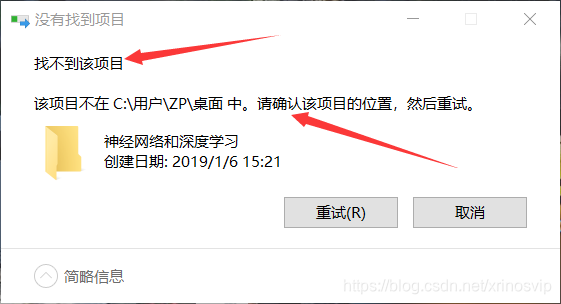 没有找到项目
找不到该项目
该项目不在 C:\用户\ZP\桌面 中。请确认该项目的位置，然后重试。
神经网络和深度学习
创建日期: 2019/1/6 15:21
重试(R)
取消
简略信息
https://blog.csdn.net/xrinosvip